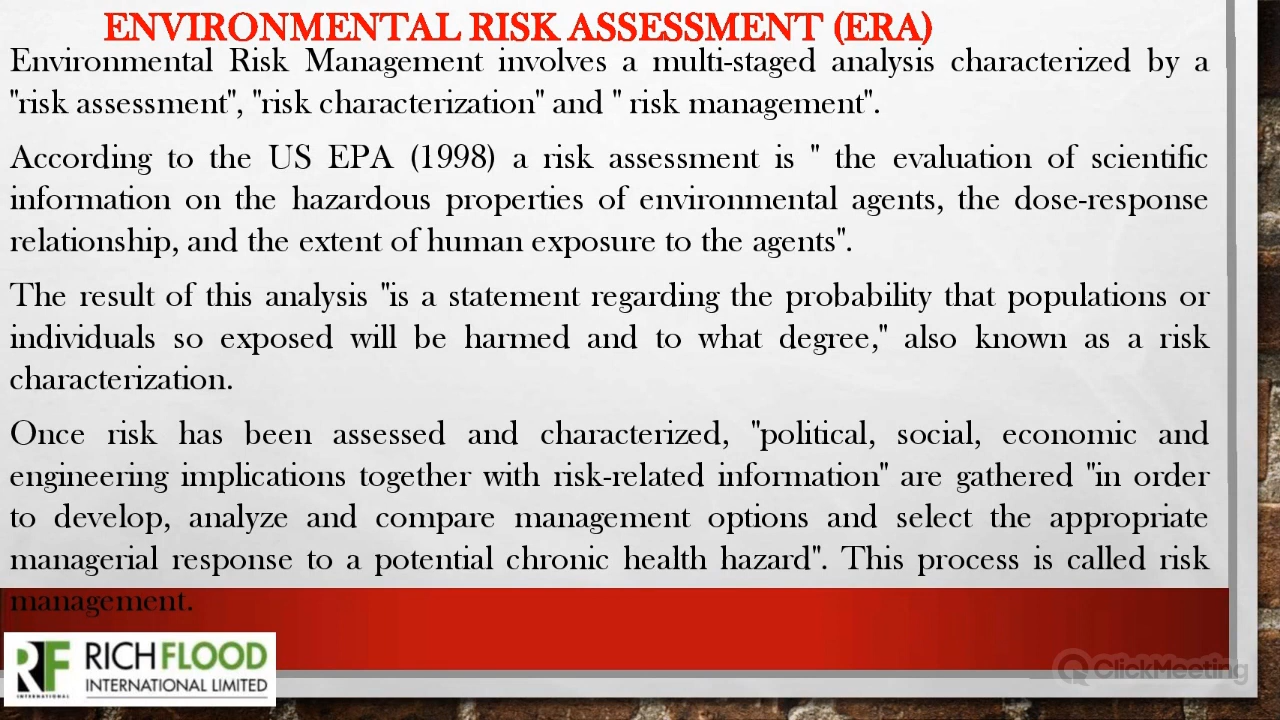 ENVIRONMENTAL RISK ASSESSMENT (ERA)
Environmental Risk Management involves a multi-staged analysis characterized by a
"risk assessment", "risk characterization" and " risk management".
According to the US EPA (1998) a risk assessment is " the evaluation of scientific
information on the hazardous properties of environmental agents, the dose-response
relationship, and the extent of human exposure to the agents".
The result of this analysis "is a statement regarding the probability that populations or
individuals so exposed will be harmed and to what degree," also known as a risk
characterization.
Once risk has been assessed and characterized, "political, social, economic and
engineering implications together with risk-related information" are gathered "in order
to develop, analyze and compare management options and select the appropriate
managerial response to a potential chronic health hazard". This process is called risk
management.
RF
INTERNATIONAL
RICHFLOOD
INTERNATIONAL LIMITED
ClickMeeting